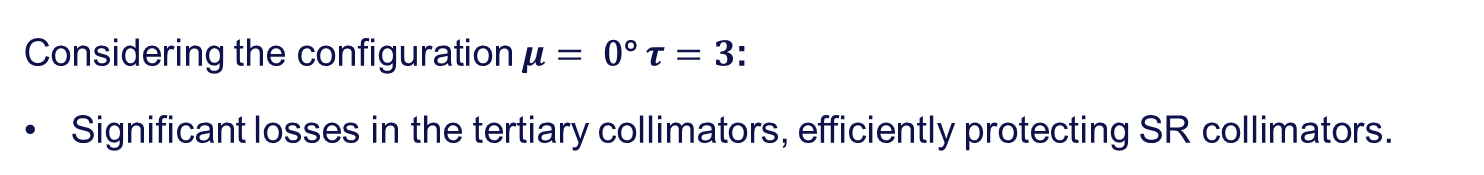 Considering the configuration μ = 0° τ = 3:
• Significant losses in the tertiary collimators, efficiently protecting SR collimators.